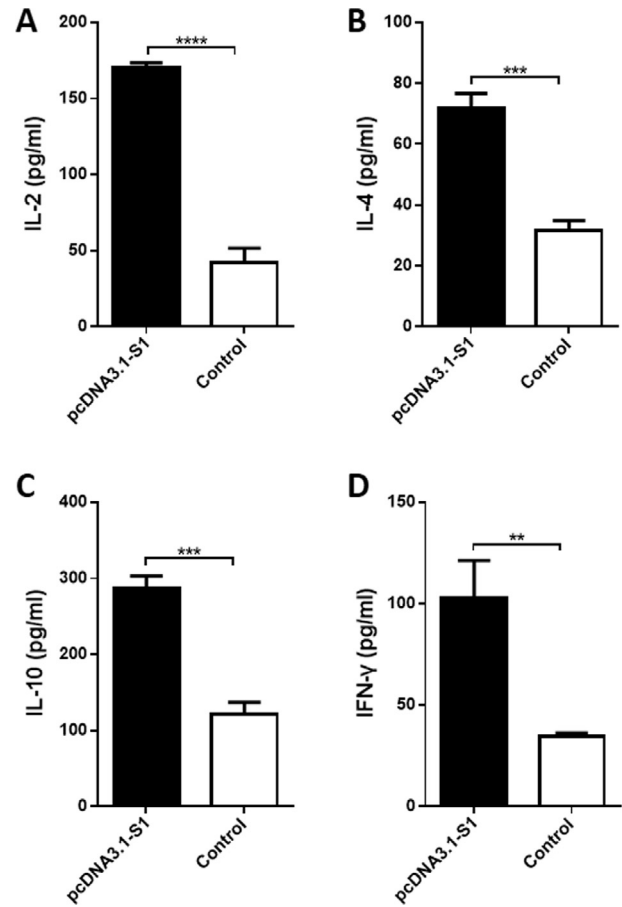 A
IL-2 (pg/ml)
200
150
100
50
0
****
pcDNA3.1-S1
Control
B
IL-4 (pg/ml)
100
80
60
40
20
0
***
pcDNA3.1-S1
Control
C
IL-10 (pg/ml)
400
300
200
100
0
***
pcDNA3.1-S1
Control
D
IFN-γ (pg/ml)
150
100
50
0
**
pcDNA3.1-S1
Control